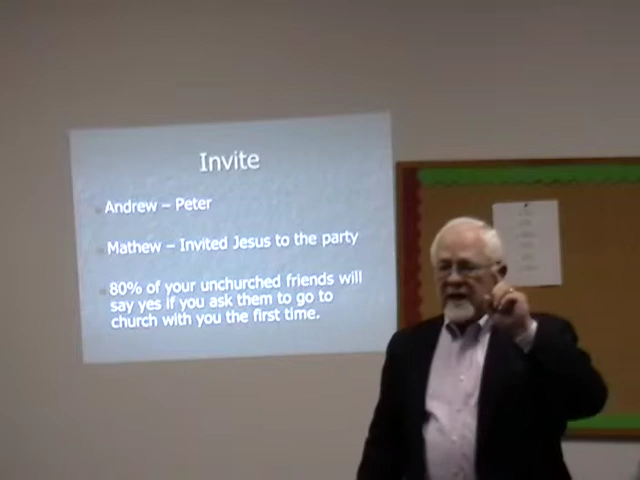 Invite
Andrew – Peter
Mathew – Invited Jesus to the party
80% of your unchurched friends will
say yes if you ask them to go to
church with you the first time.